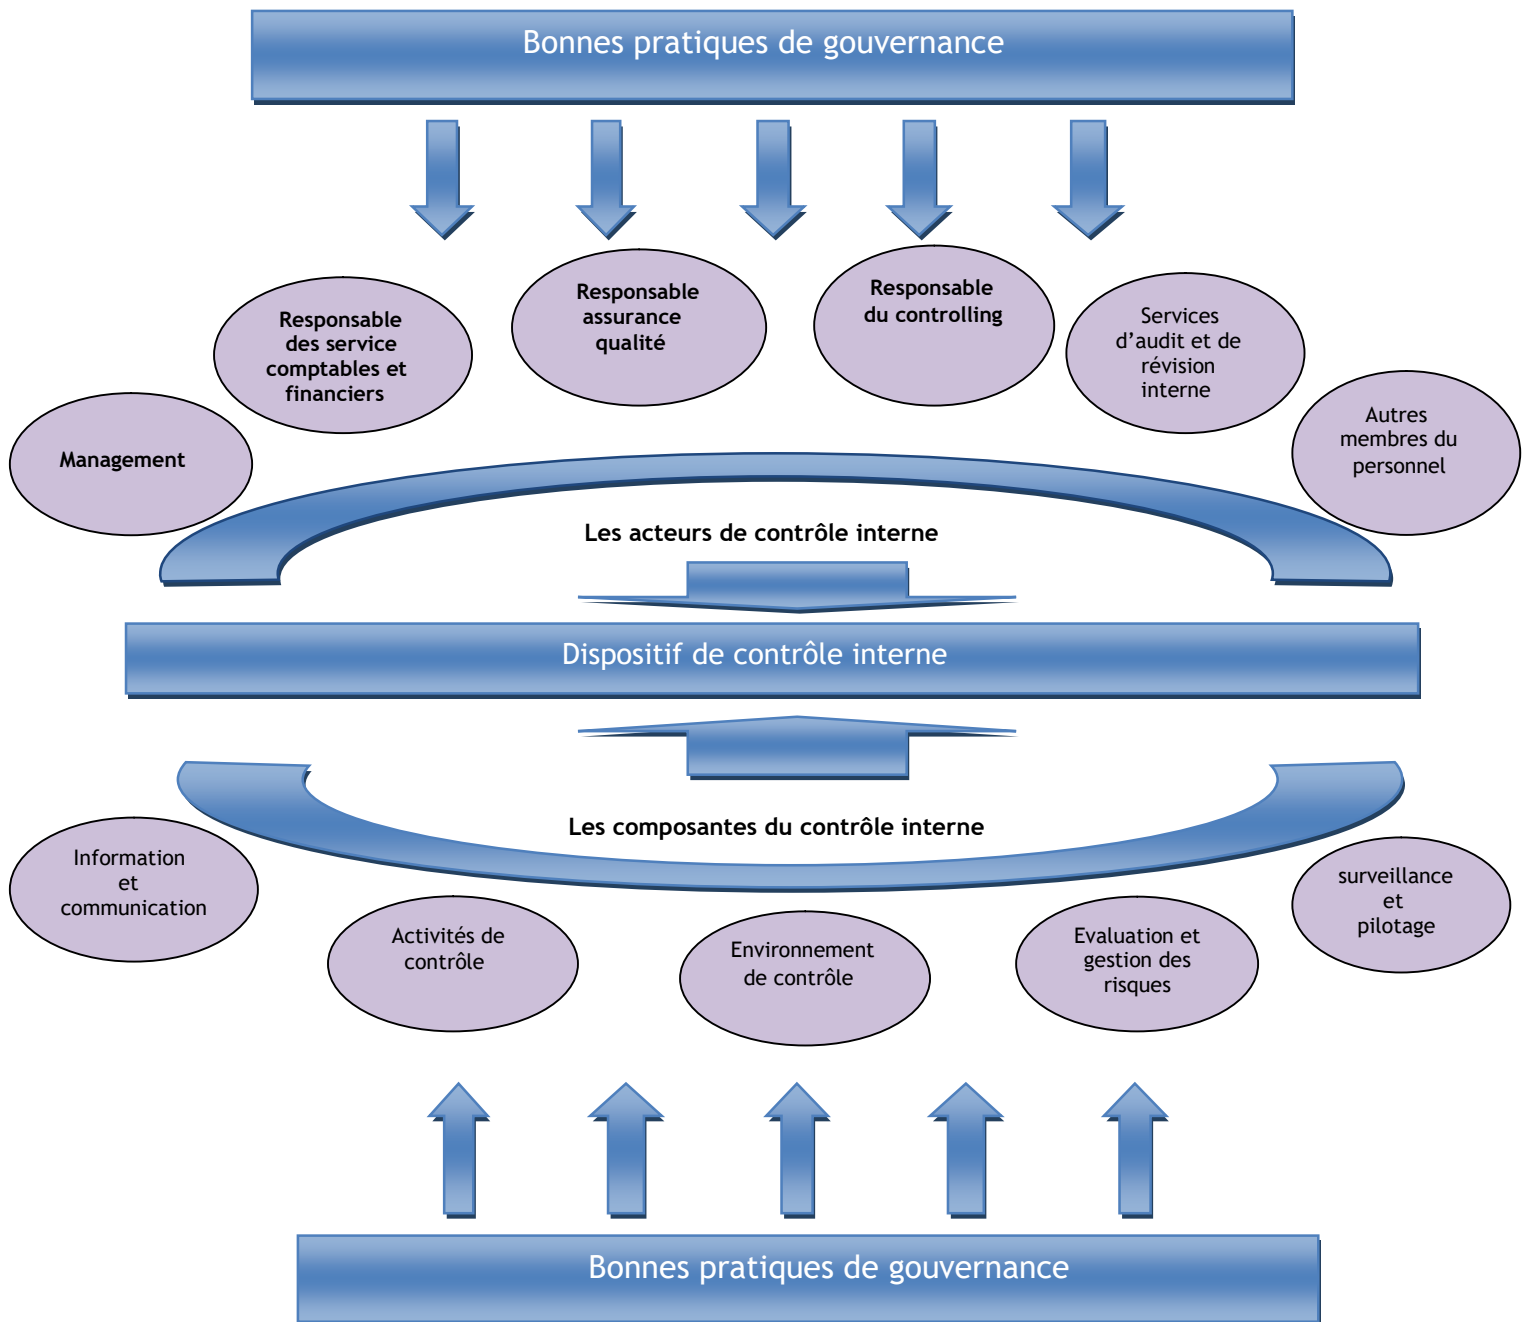 Bonnes pratiques de gouvernance
Management
Responsable
des service
comptables et
financiers
Responsable
assurance
qualité
Responsable
du controlling
Services
d’audit et de
révision
interne
Autres
membres du
personnel
Les acteurs de contrôle interne
Dispositif de contrôle interne
Les composantes du contrôle interne
Information
et
communication
Activités de
contrôle
Environnement
de contrôle
Evaluation et
gestion des
risques
surveillance
et
pilotage
Bonnes pratiques de gouvernance